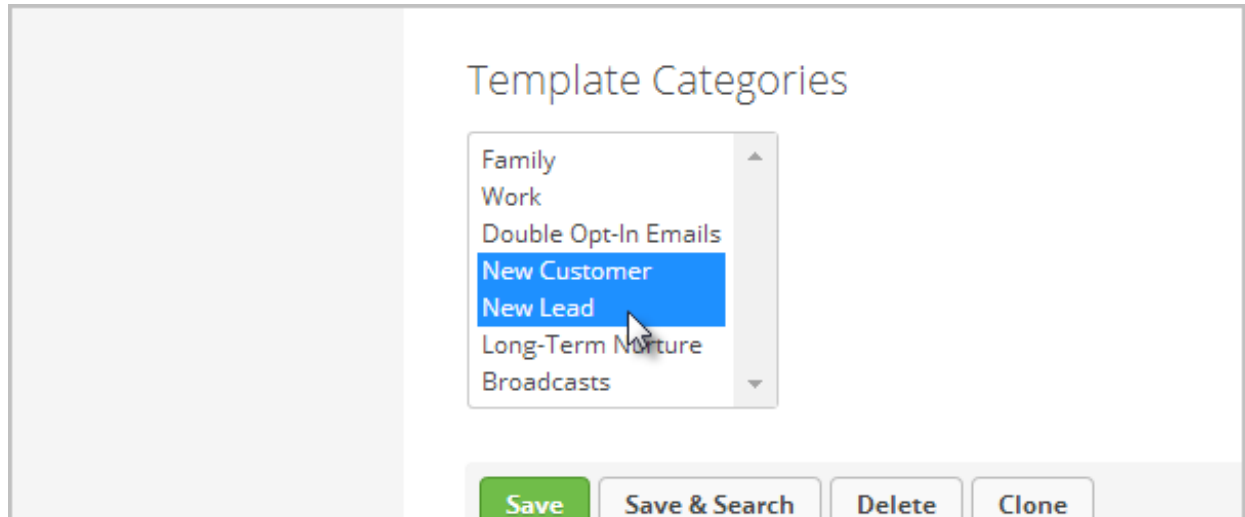 Template Categories
Family
Work
Double Opt-In Emails
New Customer
New Lead
Long-Term Nurture
Broadcasts
Save Save & Search Delete Clone